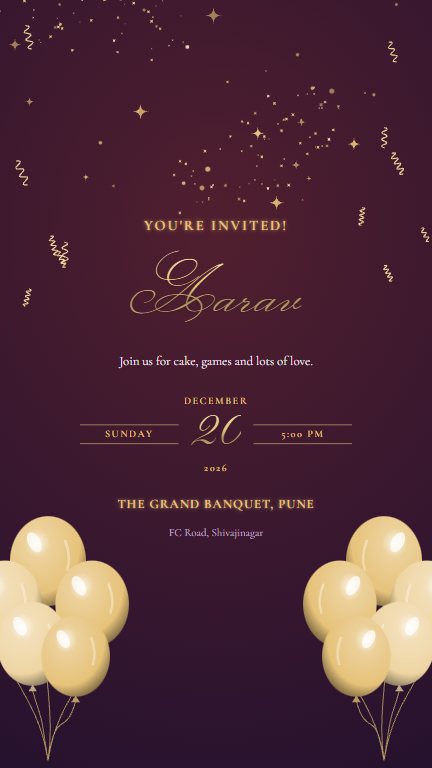 YOU'RE INVITED!
Aarav
Join us for cake, games and lots of love.
DECEMBER
SUNDAY 20 5:00 PM
2026
THE GRAND BANQUET, PUNE
FC Road, Shivajinagar